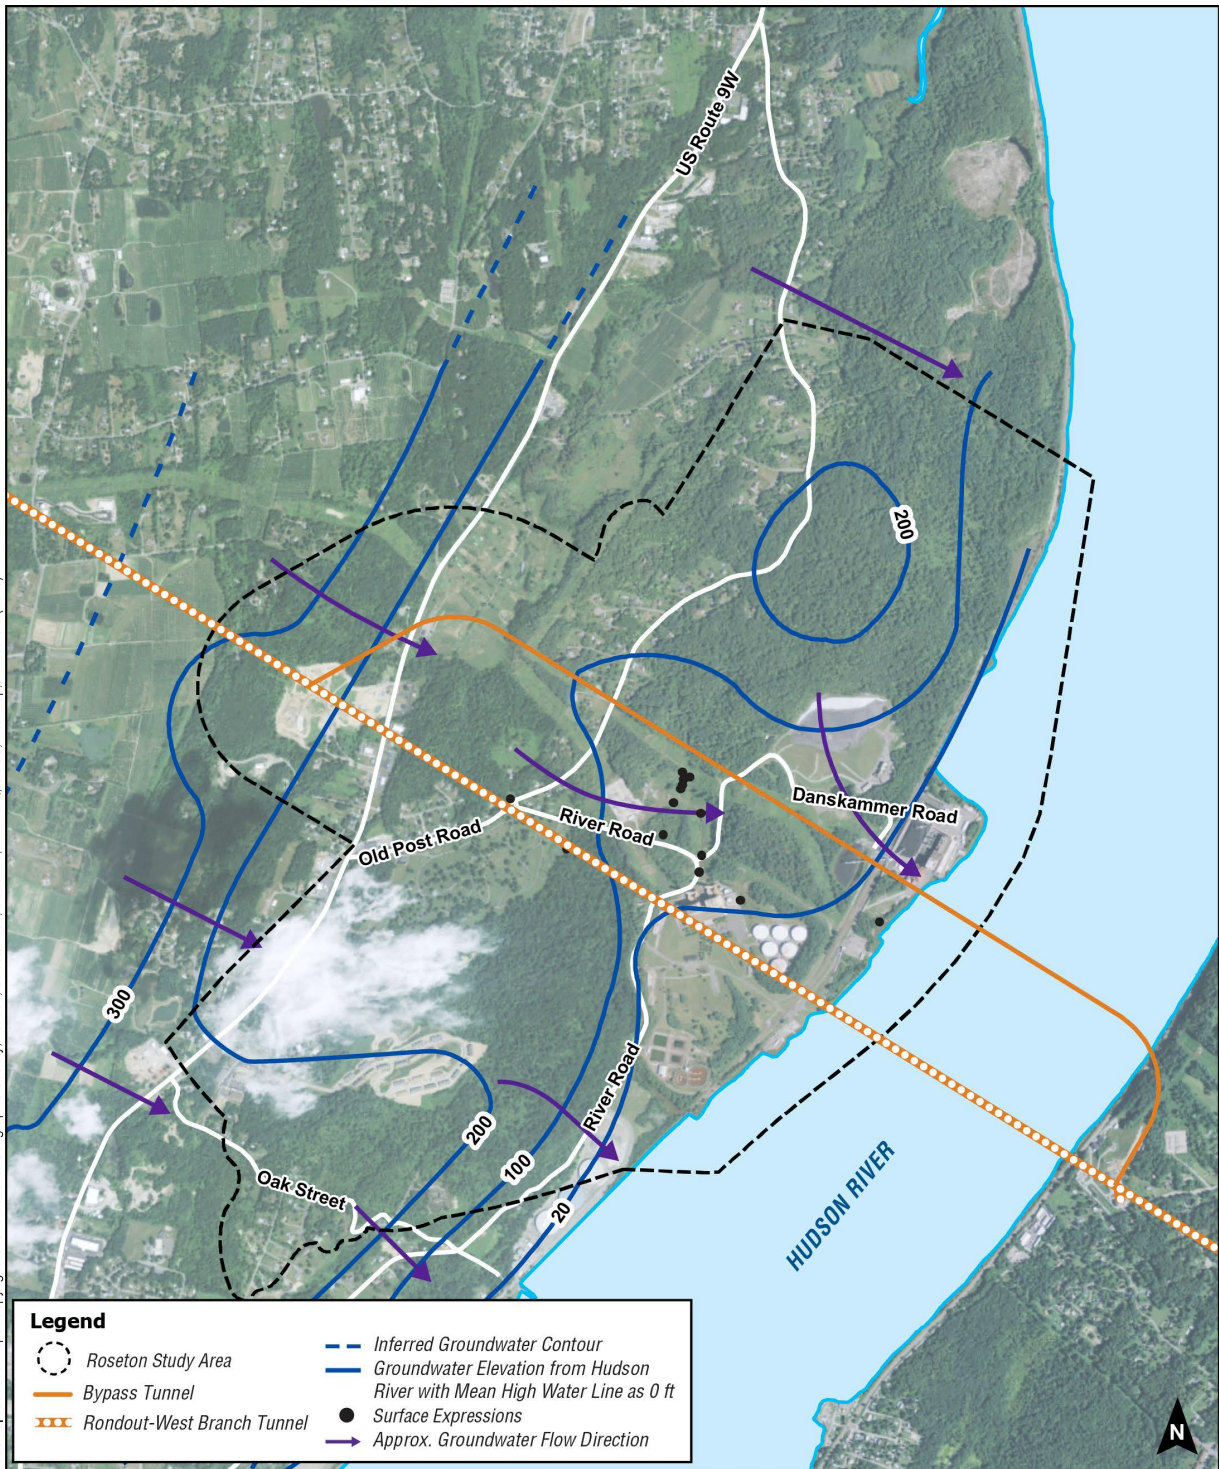 US Route 9W
200
Danskammer Road
River Road
Old Post Road
300
River Road
200
100
Oak Street
20
HUDSON RIVER
Legend
Roseton Study Area
Bypass Tunnel
Rondout-West Branch Tunnel
Inferred Groundwater Contour
Groundwater Elevation from Hudson
River with Mean High Water Line as 0 ft
Surface Expressions
Approx. Groundwater Flow Direction
N